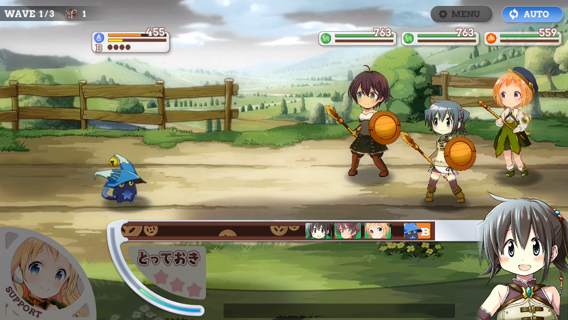 WAVE 1/3
1
MENU
AUTO
455
B
763
763
559
B
とっておき
SUPPORT